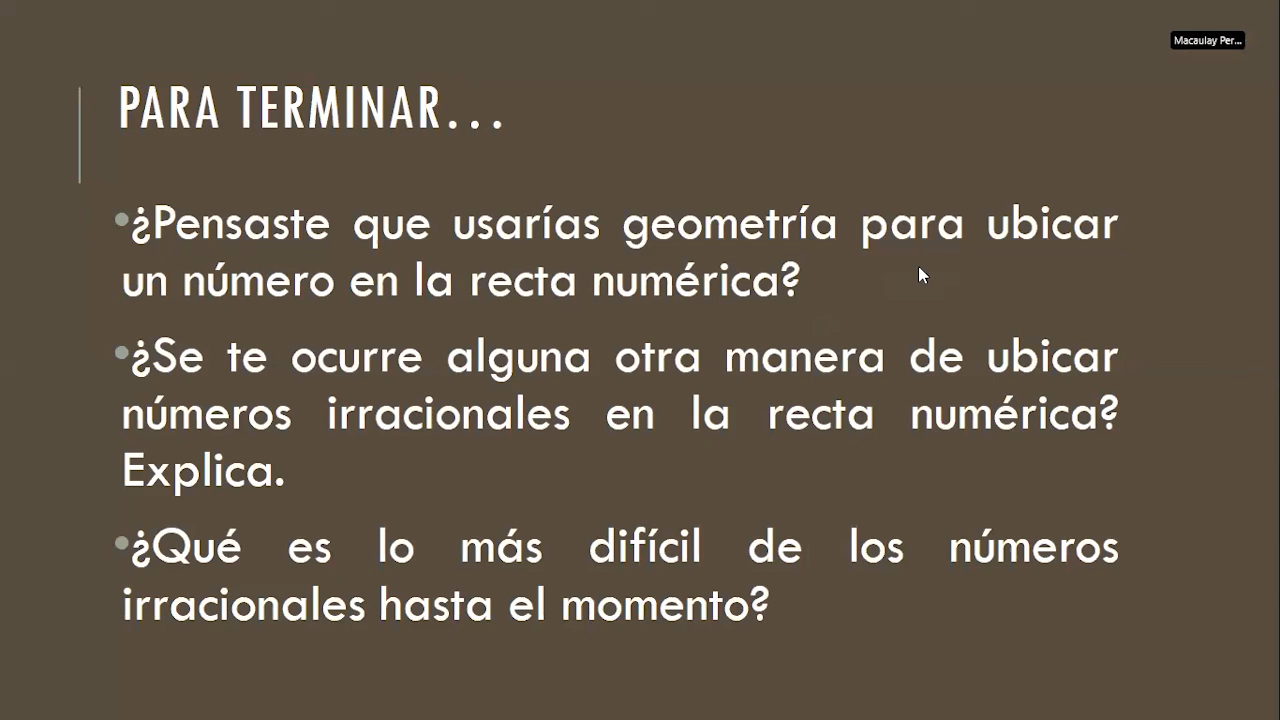 Macaulay Per...
PARA TERMINAR...
•¿Pensaste que usarías geometría para ubicar
un número en la recta numérica?
•¿Se te ocurre alguna otra manera de ubicar
números irracionales en la recta numérica?
Explica.
•¿Qué es lo más difícil de los números
irracionales hasta el momento?